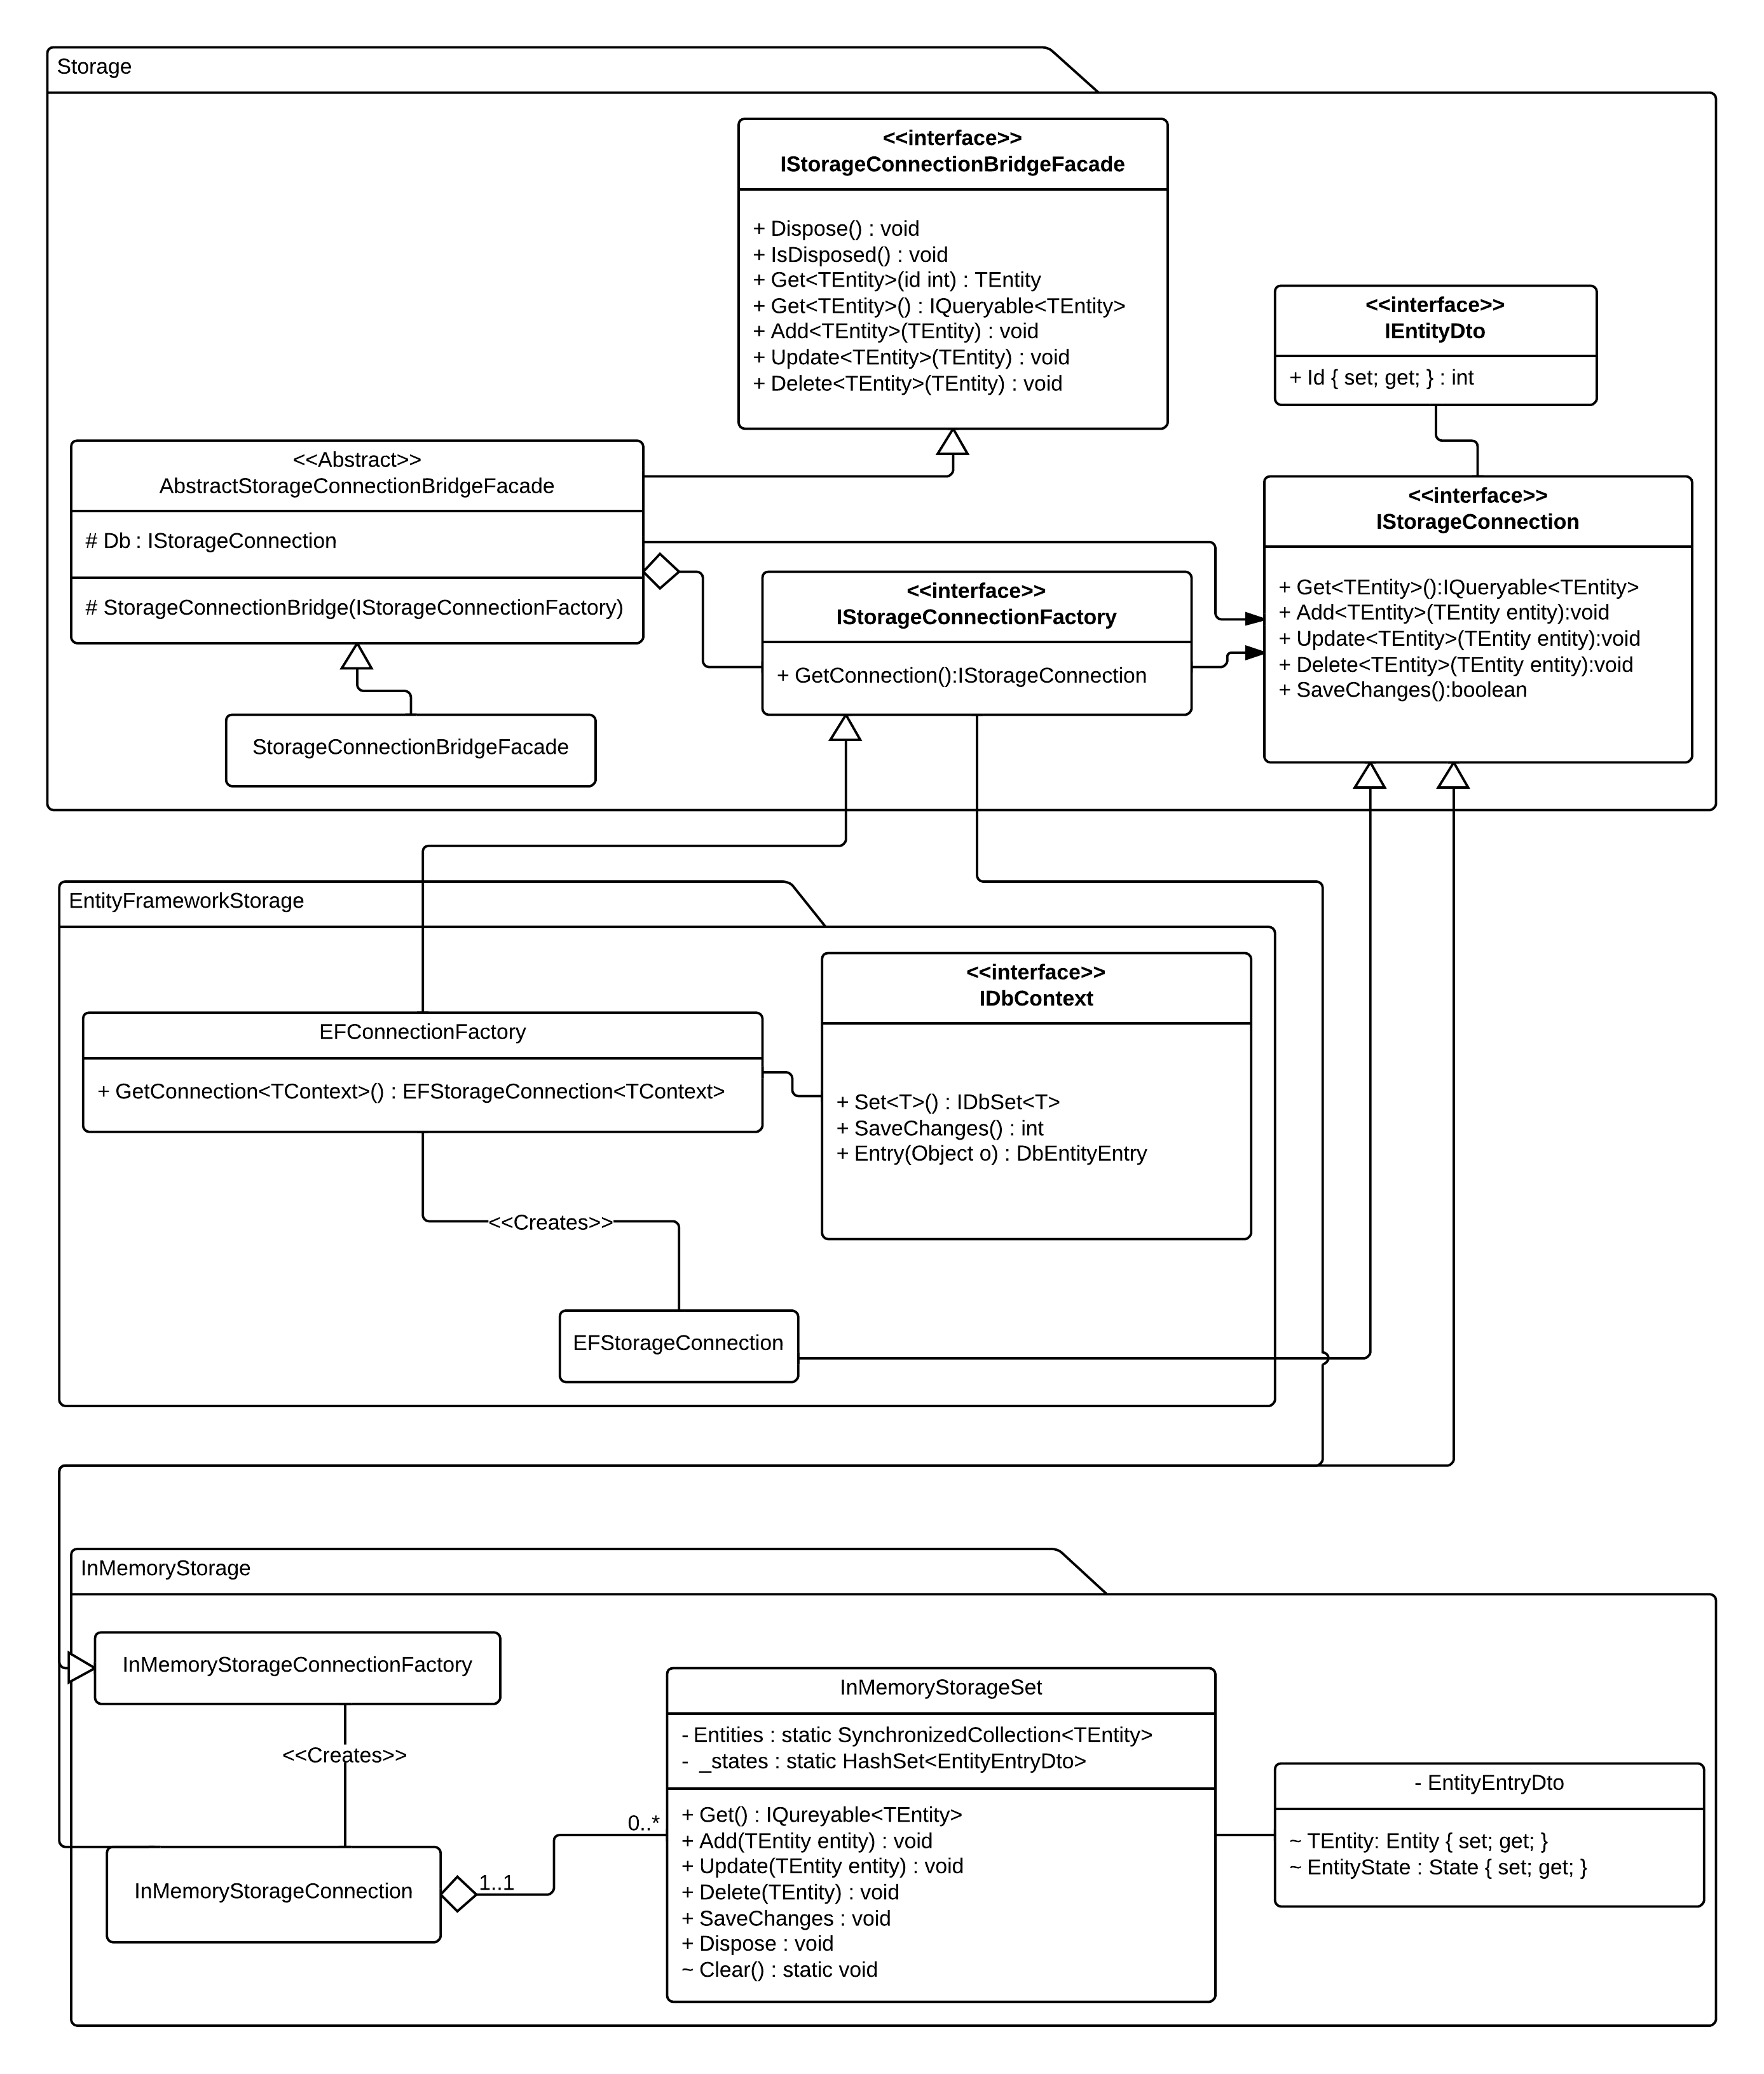 Storage
<<interface>>
IStorageConnectionBridgeFacade
+ Dispose() : void
+ IsDisposed() : void
+ Get<TEntity>(id int) : TEntity
+ Get<TEntity>() : IQueryable<TEntity>
+ Add<TEntity>(TEntity) : void
+ Update<TEntity>(TEntity) : void
+ Delete<TEntity>(TEntity) : void
<<interface>>
IEntityDto
+ Id { set; get; } : int
<<Abstract>>
AbstractStorageConnectionBridgeFacade
# Db : IStorageConnection
# StorageConnectionBridge(IStorageConnectionFactory)
<<interface>>
IStorageConnectionFactory
+ GetConnection():IStorageConnection
<<interface>>
IStorageConnection
+ Get<TEntity>():IQueryable<TEntity>
+ Add<TEntity>(TEntity entity):void
+ Update<TEntity>(TEntity entity):void
+ Delete<TEntity>(TEntity entity):void
+ SaveChanges():boolean
StorageConnectionBridgeFacade
EntityFrameworkStorage
EFConnectionFactory
+ GetConnection<TContext>() : EFStorageConnection<TContext>
<<interface>>
IDbContext
+ Set<T>() : IDbSet<T>
+ SaveChanges() : int
+ Entry(Object o) : DbEntityEntry
<<Creates>>
EFStorageConnection
InMemoryStorage
InMemoryStorageConnectionFactory
<<Creates>>
InMemoryStorageConnection
1..1
0..*
InMemoryStorageSet
- Entities : static SynchronizedCollection<TEntity>
- _states : static HashSet<EntityEntryDto>
+ Get() : IQureyable<TEntity>
+ Add(TEntity entity) : void
+ Update(TEntity entity) : void
+ Delete(TEntity) : void
+ SaveChanges : void
+ Dispose : void
~ Clear() : static void
- EntityEntryDto
~ TEntity: Entity { set; get; }
~ EntityState : State { set; get; }